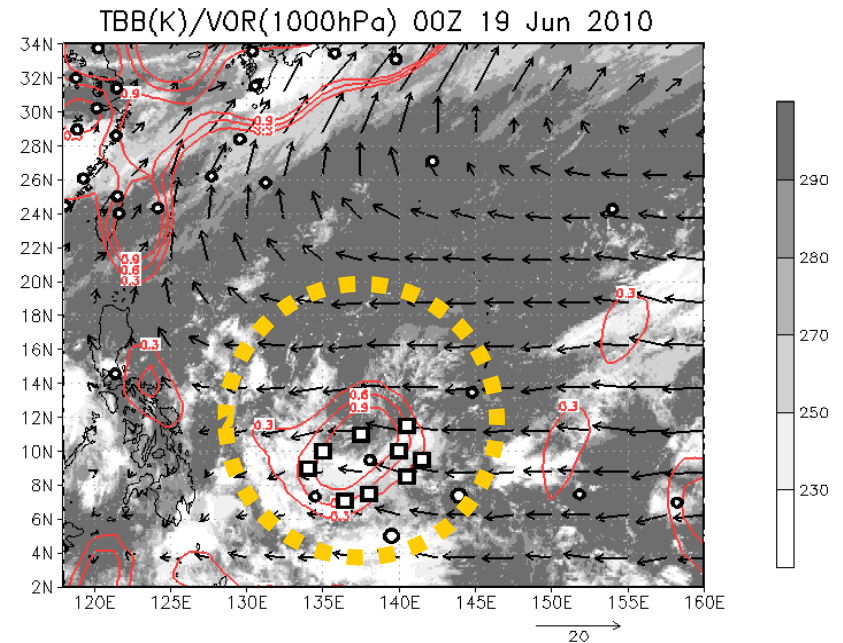 TBB(K)/VOR(1000hPa) 00Z 19 Jun 2010
34N
32N
30N
28N
26N
24N
22N
20N
18N
16N
14N
12N
10N
8N
6N
4N
2N
0.9
0.9
0.9
0.6
0.3
0.3
0.3
0.6
0.9
0.3
0.3
0.3
120E 125E 130E 135E 140E 145E 150E 155E 160E
20
290
280
270
250
230